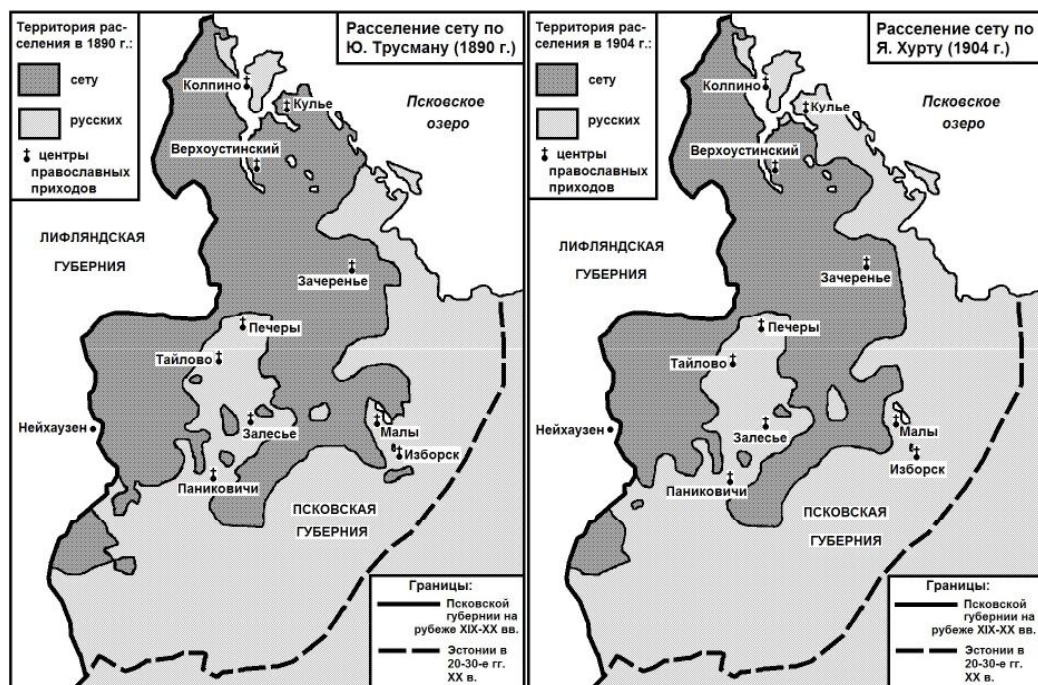 Территория рас-
селения в 1890 г.:
сету
русских
центры
православных
приходов
Расселение сету по
Ю. Трусману (1890 г.)
Колпино
Кулье
Псковское
озеро
Верхоустинский
ЛИФЛЯНДСКАЯ
ГУБЕРНИЯ
Зачеренье
Печеры
Тайлово
Нейхаузен
Залесье
Малы
Изборск
Паниковичи
ПСКОВСКАЯ
ГУБЕРНИЯ
Границы:
Псковской
губернии на
рубеже XIX-XX вв.
Эстонии в
20-30-е гг.
XX в.
Территория рас-
селения в 1904 г.:
сету
русских
центры
православных
приходов
Расселение сету по
Я. Хурту (1904 г.)
Колпино
Кулье
Псковское
озеро
Верхоустинский
ЛИФЛЯНДСКАЯ
ГУБЕРНИЯ
Зачеренье
Печеры
Тайлово
Нейхаузен
Залесье
Малы
Изборск
Паниковичи
ПСКОВСКАЯ
ГУБЕРНИЯ
Границы:
Псковской
губернии на
рубеже XIX-XX вв.
Эстонии в
20-30-е гг.
XX в.